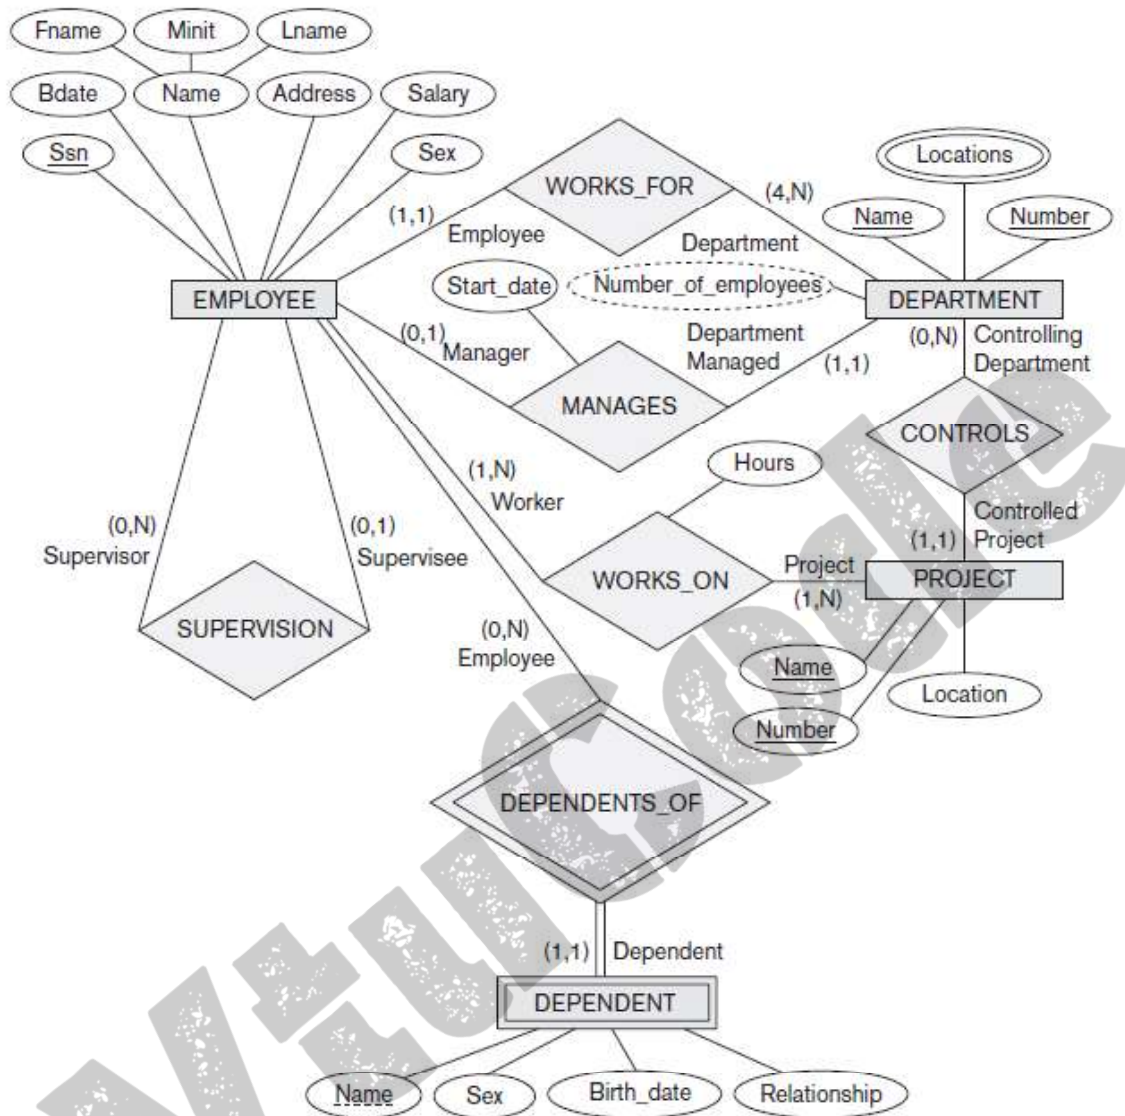 Fname
Minit
Lname
Bdate
Name
Address
Salary
Ssn
Sex
WORKS_FOR
Locations
(1,1)
Employee
(4,N)
Department
Name
Number
Start_date
Number_of_employees
EMPLOYEE
DEPARTMENT
(0,1)
Manager
Department
Managed
(1,1)
(0,N)
Controlling
Department
MANAGES
CONTROLS
Hours
(1,N)
Worker
(0,N)
Supervisor
(0,1)
Supervisee
Controlled
Project
(1,1)
WORKS_ON
Project
(1,N)
PROJECT
SUPERVISION
(0,N)
Employee
Name
Location
Number
DEPENDENTS_OF
(1,1)
Dependent
DEPENDENT
Name
Sex
Birth_date
Relationship
VtuCode